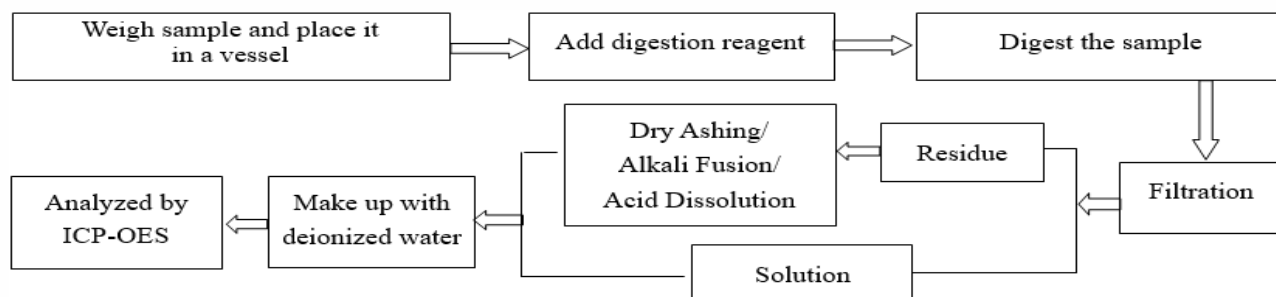 Weigh sample and place it
in a vessel
Add digestion reagent
Digest the sample
Dry Ashing/
Alkali Fusion/
Acid Dissolution
Residue
Filtration
Analyzed by
ICP-OES
Make up with
deionized water
Solution